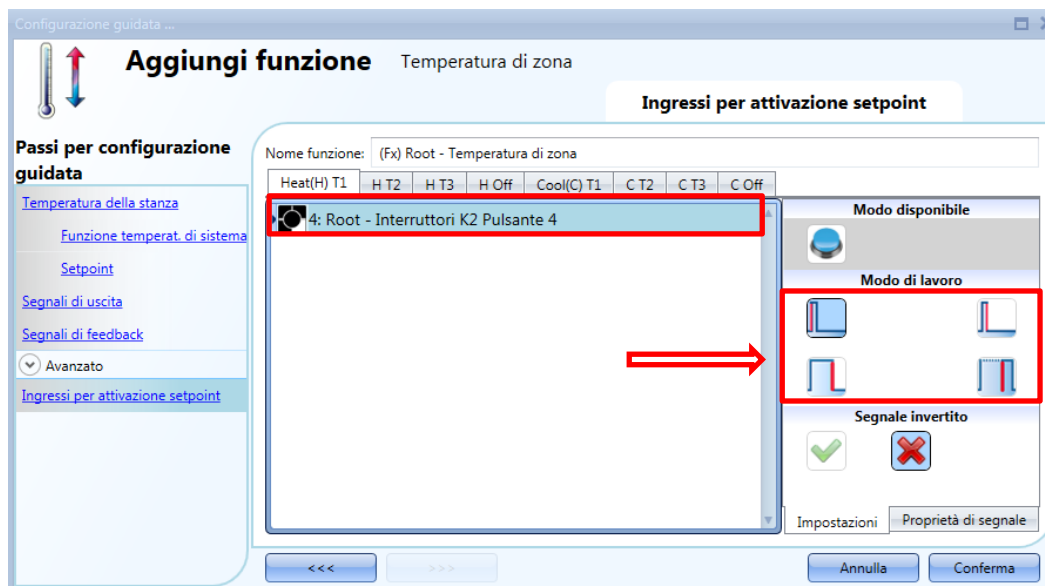 Configurazione guidata ...
Aggiungi funzione Temperatura di zona
Ingressi per attivazione setpoint
Passi per configurazione
guidata
Temperatura della stanza
Funzione temperat. di sistema
Setpoint
Segnali di uscita
Segnali di feedback
Avanzato
Ingressi per attivazione setpoint
Nome funzione: (Fx) Root - Temperatura di zona
Heat(H) T1 H T2 H T3 H Off Cool(C) T1 C T2 C T3 C Off
4: Root - Interruttori K2 Pulsante 4
Modo disponibile
Modo di lavoro
Segnale invertito
Impostazioni Proprietà di segnale
<<< >>> Annulla Conferma